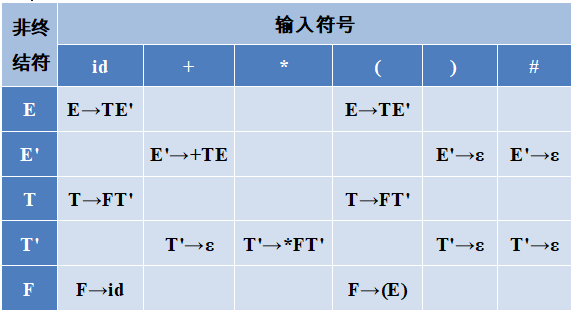 非终结符 输入符号
id + * ( ) #
E E→TE' E→TE'
E' E'→+TE E'→ε E'→ε
T T→FT' T→FT'
T' T'→ε T'→*FT' T'→ε T'→ε
F F→id F→(E)